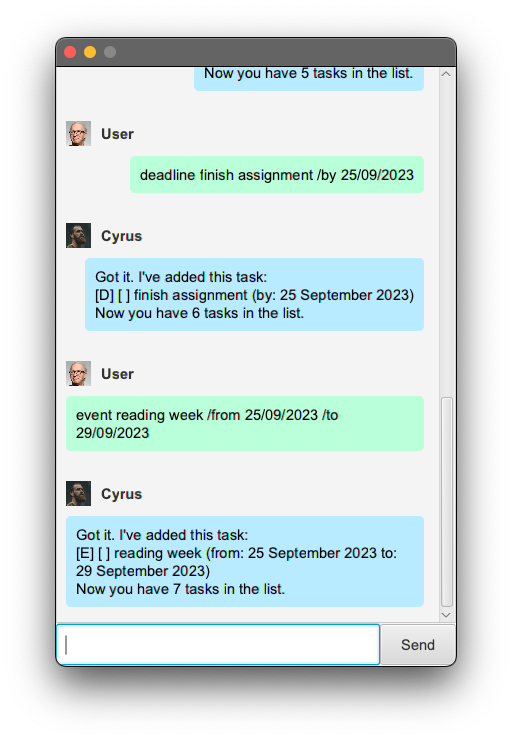 Now you have 5 tasks in the list.
User
deadline finish assignment /by 25/09/2023
Cyrus
Got it. I've added this task:
[D] [ ] finish assignment (by: 25 September 2023)
Now you have 6 tasks in the list.
User
event reading week /from 25/09/2023 /to
29/09/2023
Cyrus
Got it. I've added this task:
[E] [ ] reading week (from: 25 September 2023 to:
29 September 2023)
Now you have 7 tasks in the list.
Send